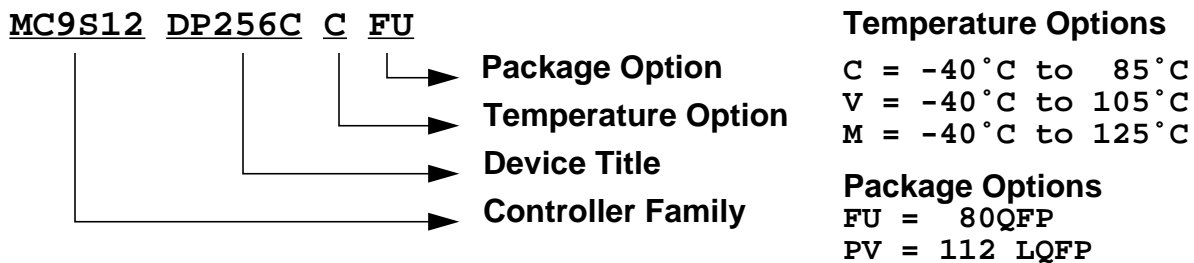 MC9S12 DP256C C FU
Package Option
Temperature Option
Device Title
Controller Family
Temperature Options
C = -40˚C to 85˚C
V = -40˚C to 105˚C
M = -40˚C to 125˚C
Package Options
FU = 80QFP
PV = 112 LQFP